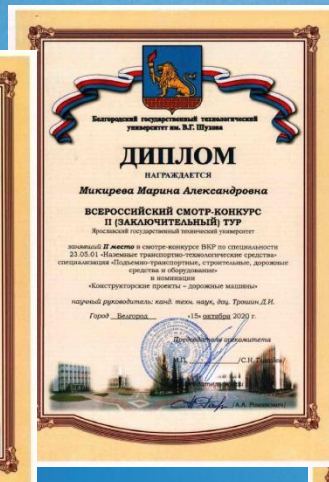 Белгородский государственный технологический
университет им. В.Г. Шухова
ДИПЛОМ
НАГРАЖДАЕТСЯ
Микирева Марина Александровна
ВСЕРОССИЙСКИЙ СМОТР-КОНКУРС
II (ЗАКЛЮЧИТЕЛЬНЫЙ) ТУР
Ярославский государственный технический университет
занявший II место в смотре-конкурсе ВКР по специальности
23.05.01 «Наземные транспортно-технологические средства»
специализация «Подъемно-транспортные, строительные, дорожные
средства и оборудование»
в номинации
«Конструкторские проекты – дорожные машины»
научный руководитель: канд. техн. наук, доц. Трошин Д.И.
Город Белгород «15» октября 2020 г.
Председатель оргкомитета
М.П.